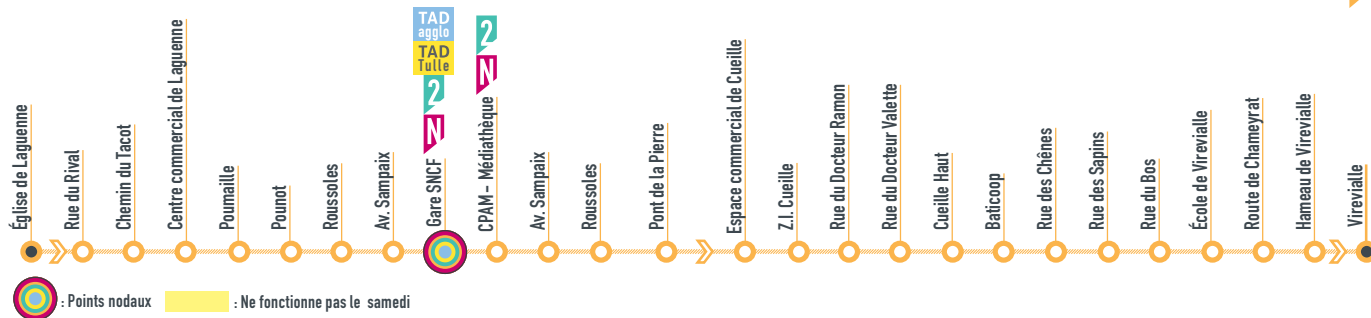 TAD
agglo
TAD
Tulle
2
N
2
N
Église de Laguenne
Rue du Rival
Chemin du Tacot
Centre commercial de Laguenne
Poumaille
Pounot
Roussoles
Av. Sampaix
Gare SNCF
CPAM – Médiathèque
Av. Sampaix
Roussoles
Pont de la Pierre
Espace commercial de Cueille
Z.I. Cueille
Rue du Docteur Ramon
Rue du Docteur Valette
Cueille Haut
Baticoop
Rue des Chênes
Rue des Sapins
Rue du Bos
École de Virevialle
Route de Chameyrat
Hameau de Virevialle
Virevialle
: Points nodaux
: Ne fonctionne pas le samedi